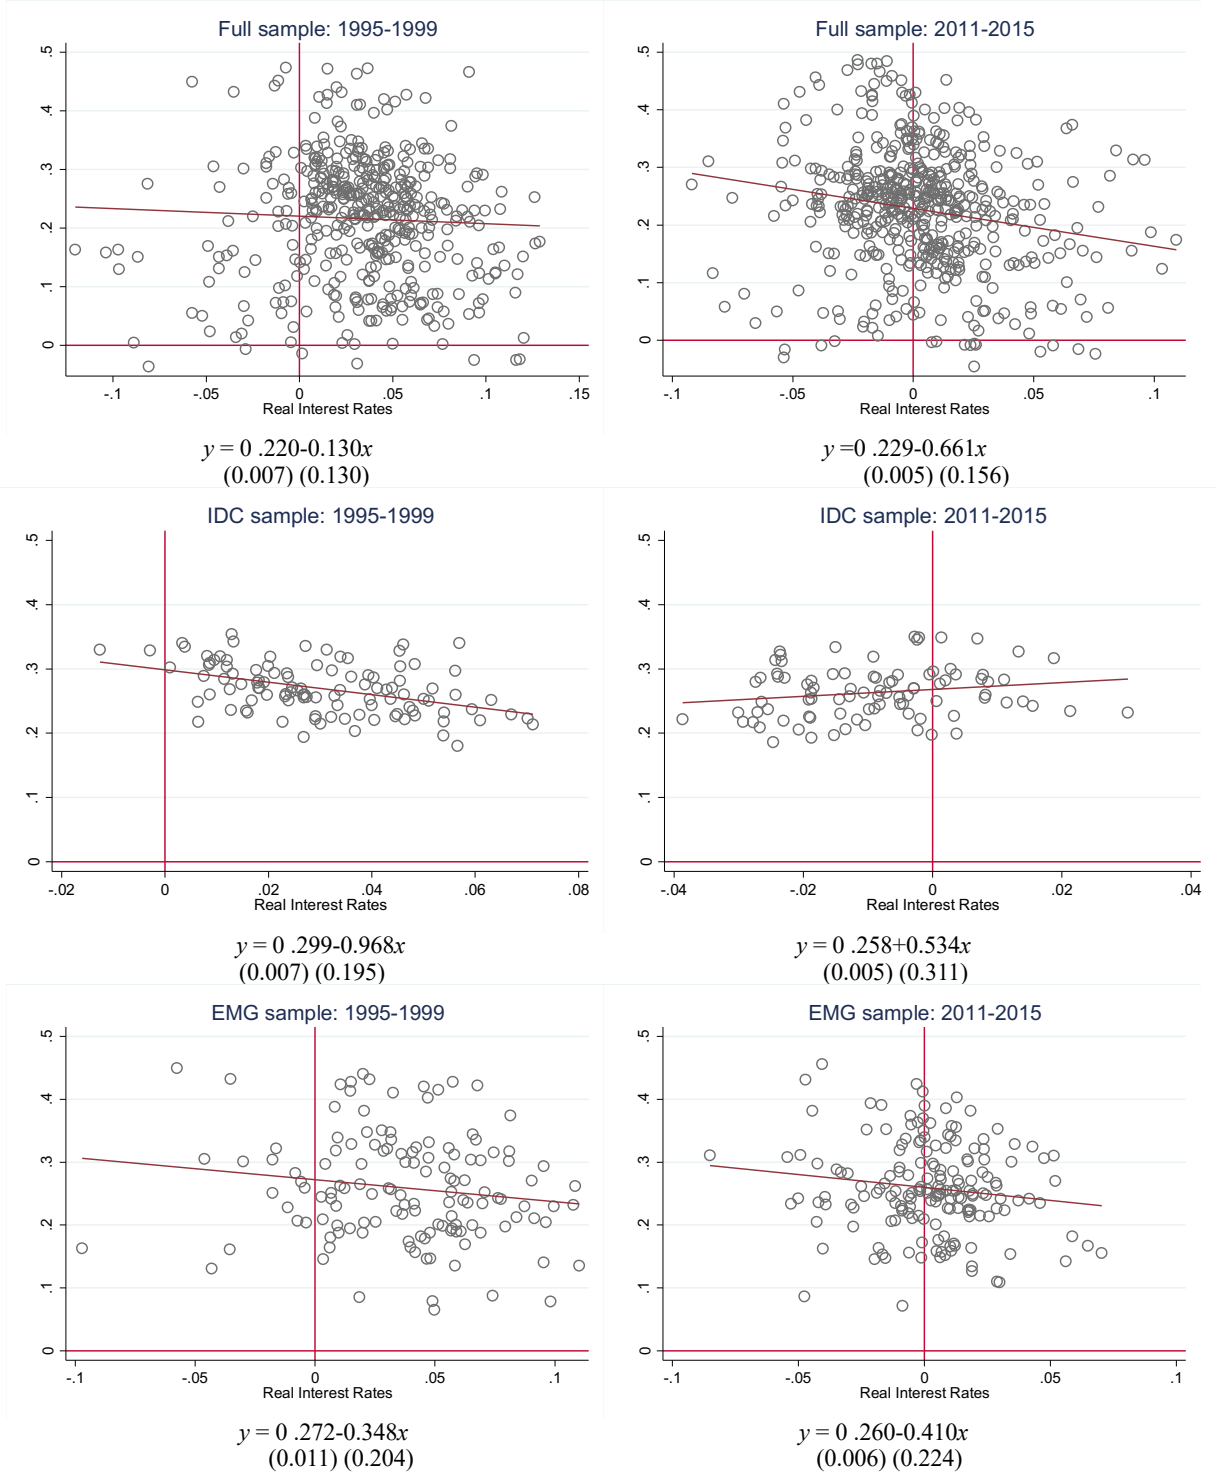 Full sample: 1995-1999
.5
.4
.3
.2
.1
0
-.1 -.05 0 .05 .1 .15
Real Interest Rates
y = 0 .220-0.130x
(0.007) (0.130)
Full sample: 2011-2015
.5
.4
.3
.2
.1
0
-.1 -.05 0 .05 .1
Real Interest Rates
y =0 .229-0.661x
(0.005) (0.156)
IDC sample: 1995-1999
.5
.4
.3
.2
.1
0
-.02 0 .02 .04 .06 .08
Real Interest Rates
y = 0 .299-0.968x
(0.007) (0.195)
IDC sample: 2011-2015
.5
.4
.3
.2
.1
0
-.04 -.02 0 .02 .04
Real Interest Rates
y = 0 .258+0.534x
(0.005) (0.311)
EMG sample: 1995-1999
.5
.4
.3
.2
.1
0
-.1 -.05 0 .05 .1
Real Interest Rates
y = 0 .272-0.348x
(0.011) (0.204)
EMG sample: 2011-2015
.5
.4
.3
.2
.1
0
-.1 -.05 0 .05 .1
Real Interest Rates
y = 0 .260-0.410x
(0.006) (0.224)